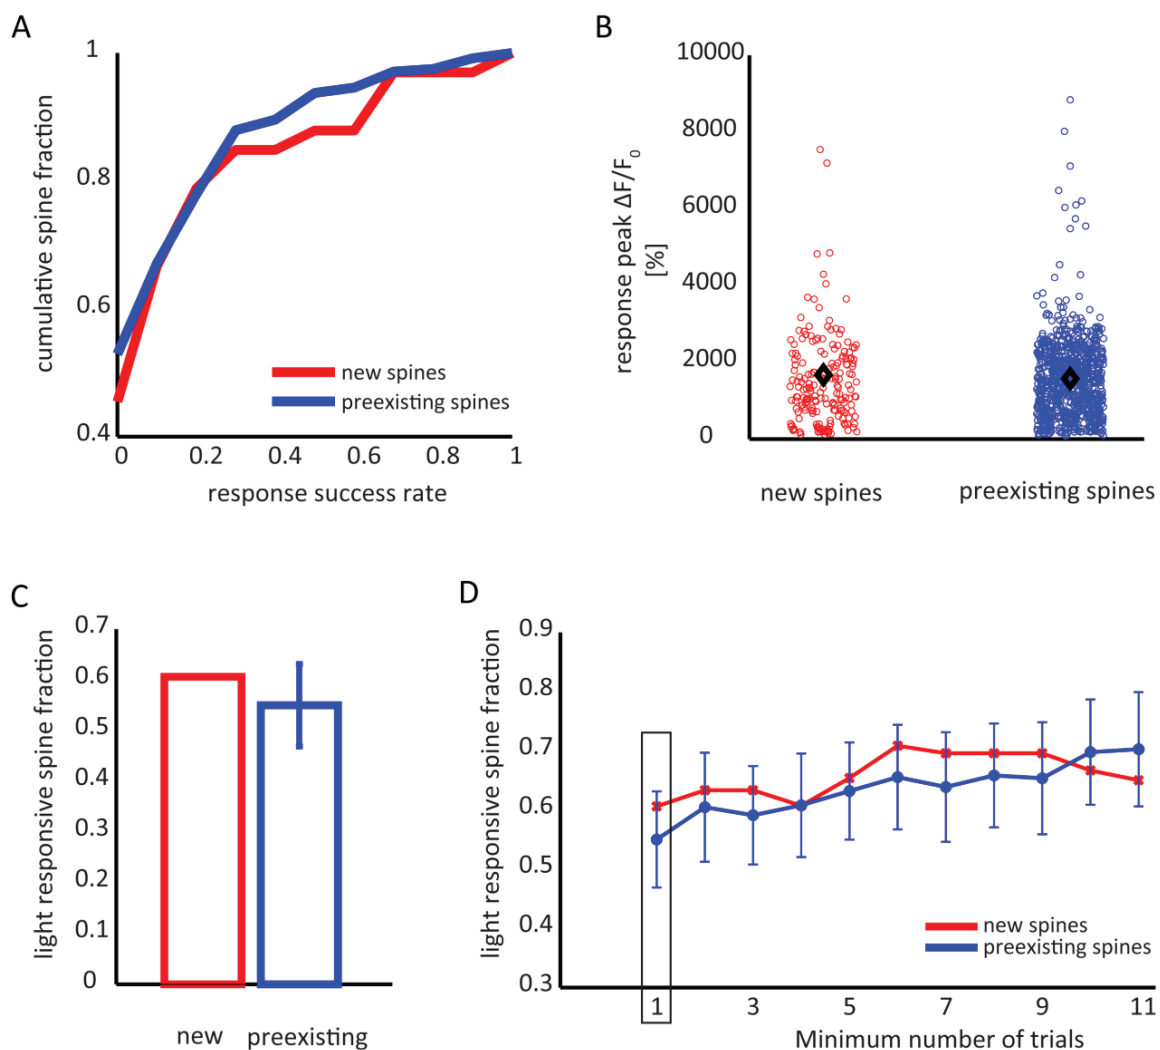 A
cumulative spine fraction
1
0.8
0.6
0.4
0
0.2
0.4
0.6
0.8
1
response success rate
new spines
preexisting spines
B
response peak ΔF/F₀
[%]
10000
8000
6000
4000
2000
0
new spines
preexisting spines
C
light responsive spine fraction
0.7
0.6
0.5
0.4
0.3
0.2
0.1
0
new
preexisting
D
light responsive spine fraction
0.9
0.8
0.7
0.6
0.5
0.4
0.3
1
3
5
7
9
11
Minimum number of trials
new spines
preexisting spines